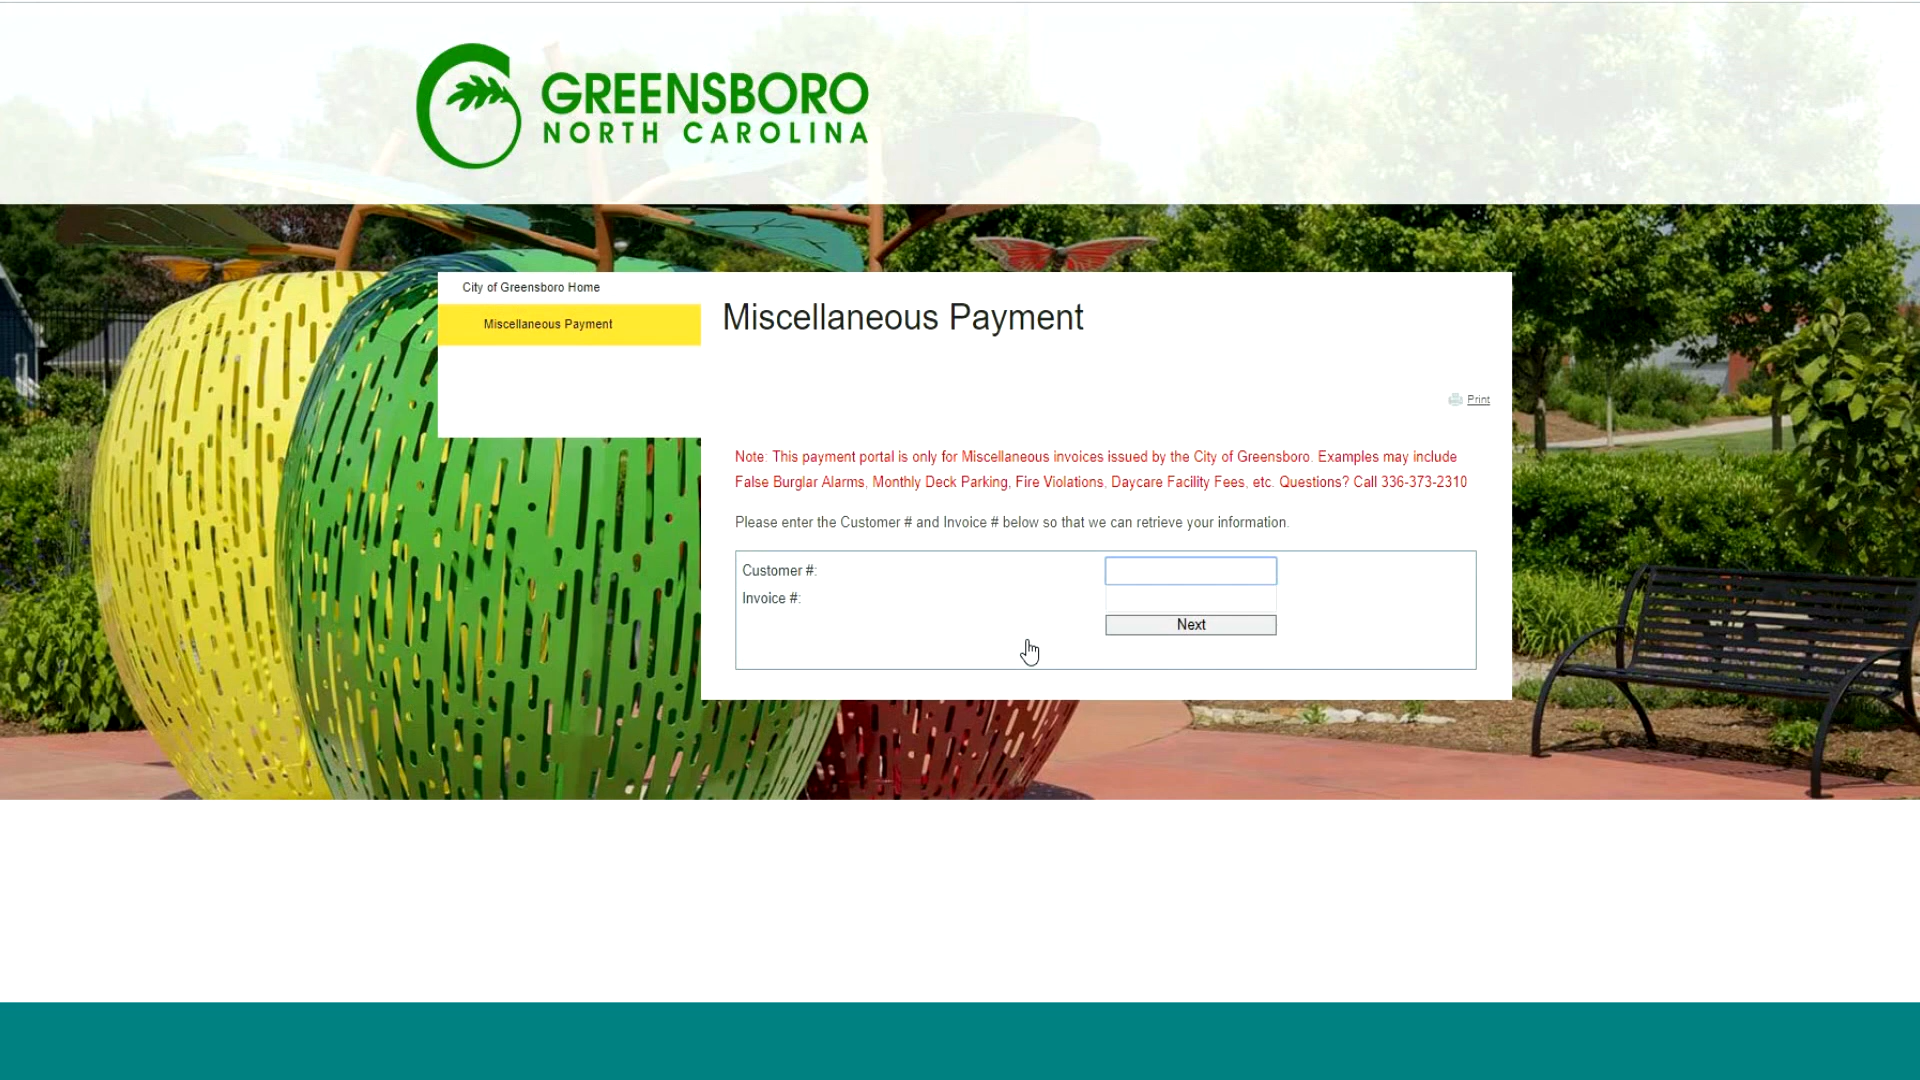 GREENSBORO
NORTH CAROLINA
City of Greensboro Home
Miscellaneous Payment
Miscellaneous Payment
Print
Note: This payment portal is only for Miscellaneous invoices issued by the City of Greensboro. Examples may include
False Burglar Alarms, Monthly Deck Parking, Fire Violations, Daycare Facility Fees, etc. Questions? Call 336-373-2310
Please enter the Customer # and Invoice # below so that we can retrieve your information.
Customer #:
Invoice #:
Next